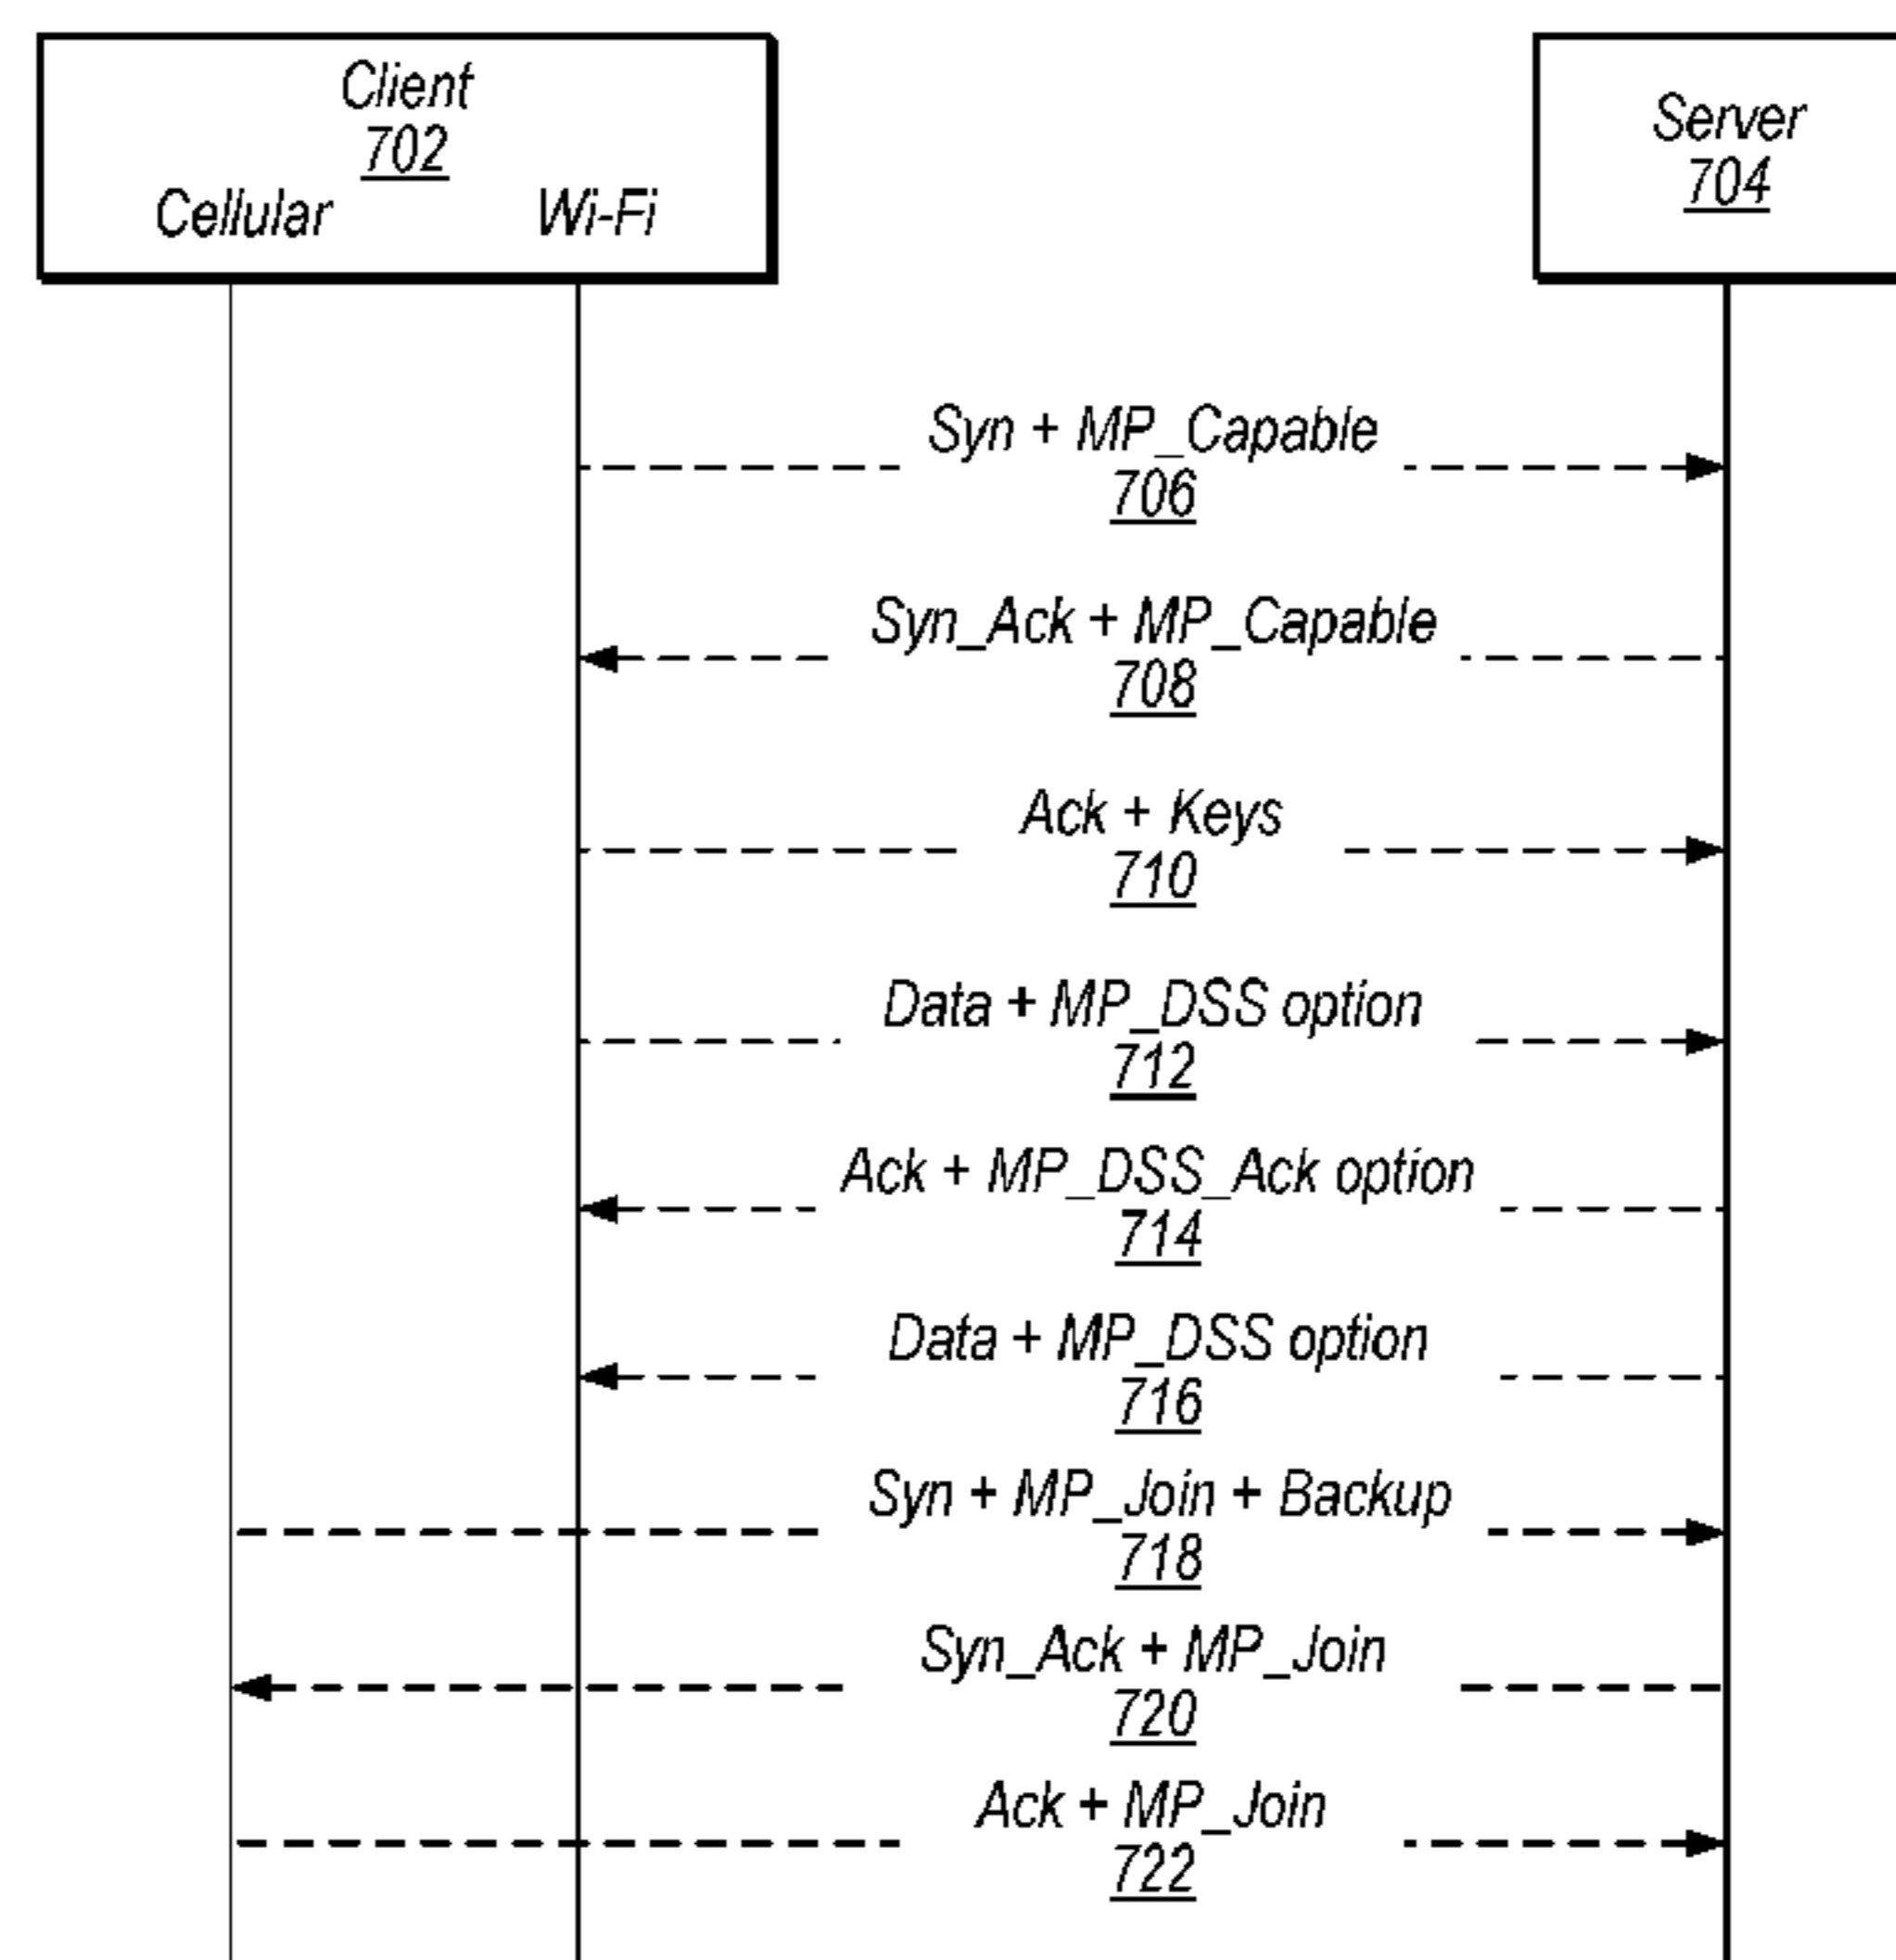 Client
702
Cellular Wi-Fi
Server
704
Syn + MP_Capable
706
Syn_Ack + MP_Capable
708
Ack + Keys
710
Data + MP_DSS option
712
Ack + MP_DSS_Ack option
714
Data + MP_DSS option
716
Syn + MP_Join + Backup
718
Syn_Ack + MP_Join
720
Ack + MP_Join
722